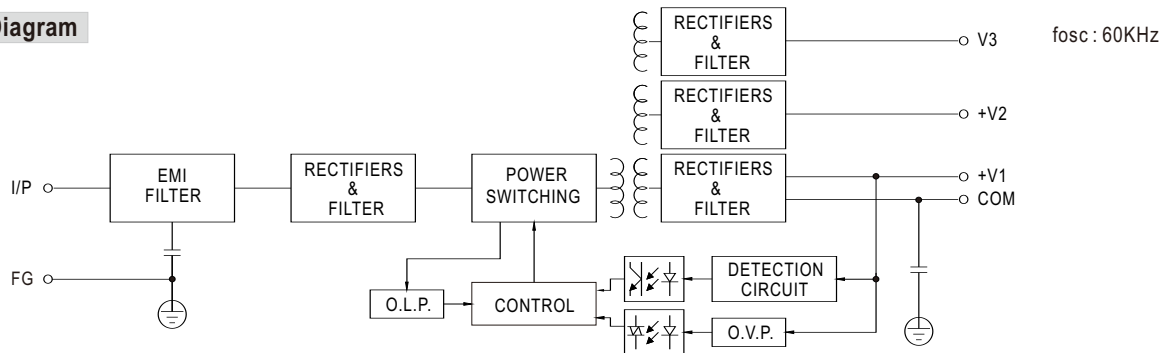 Diagram
RECTIFIERS
&
FILTER
V3
fosc : 60KHz
RECTIFIERS
&
FILTER
+V2
I/P
EMI
FILTER
RECTIFIERS
&
FILTER
POWER
SWITCHING
RECTIFIERS
&
FILTER
+V1
COM
FG
O.L.P.
CONTROL
DETECTION
CIRCUIT
O.V.P.